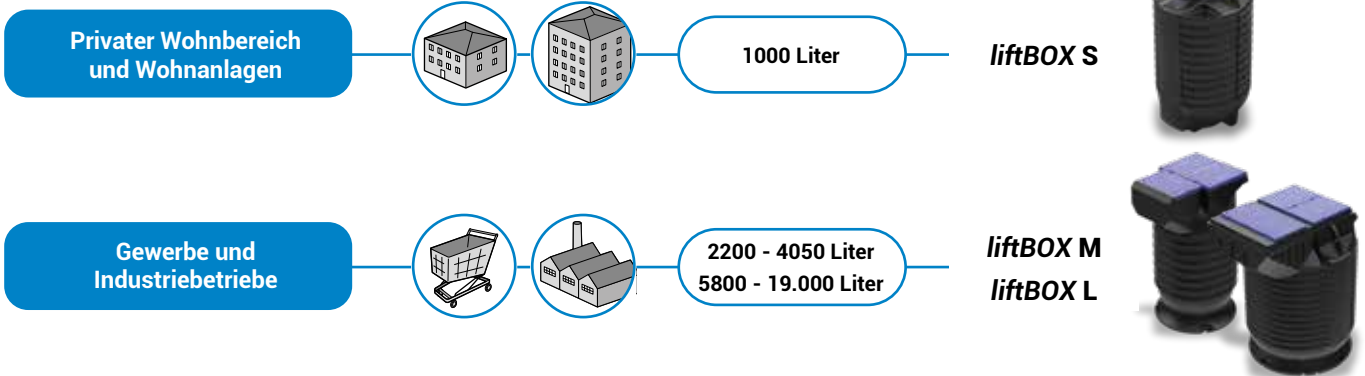 Privater Wohnbereich
und Wohnanlagen
1000 Liter
liftBOX S
Gewerbe und
Industriebetriebe
2200 - 4050 Liter
5800 - 19.000 Liter
liftBOX M
liftBOX L